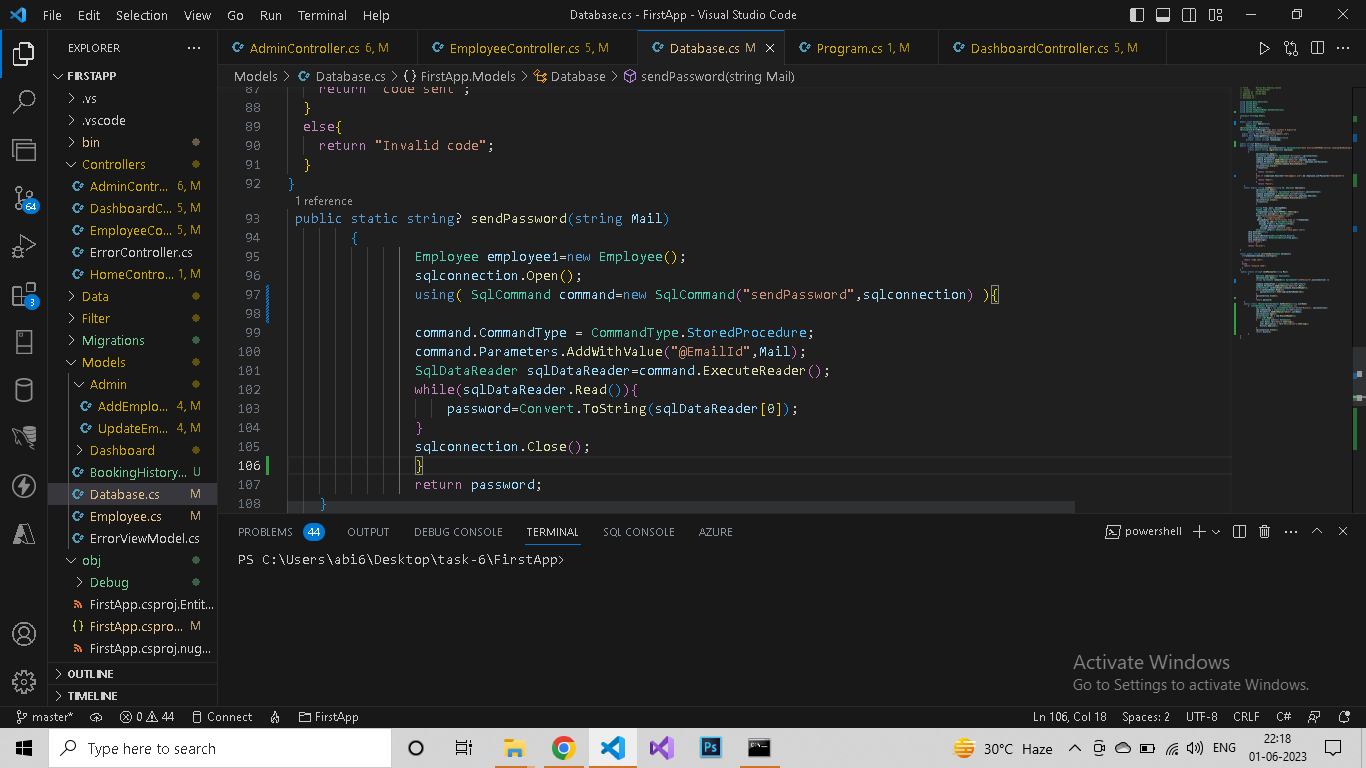 File Edit Selection View Go Run Terminal Help Database.cs - FirstApp - Visual Studio Code
EXPLORER
FIRSTAPP
.vs
.vscode
bin
Controllers
AdminContr... 6, M
DashboardC... 5, M
EmployeeCo... 5, M
ErrorController.cs
HomeContro... 1, M
Data
Filter
Migrations
Models
Admin
AddEmplo... 4, M
UpdateEm... 4, M
Dashboard
BookingHistory... U
Database.cs M
Employee.cs M
ErrorViewModel.cs
obj
Debug
FirstApp.csproj.Entit...
FirstApp.cspro... M
FirstApp.csproj.nug...
OUTLINE
TIMELINE
64
3
AdminController.cs 6, M EmployeeController.cs 5, M Database.cs M Program.cs 1, M DashboardController.cs 5, M
Models > Database.cs > {} FirstApp.Models > Database > sendPassword(string Mail)
87 return "code sent";
88 }
89 else{
90 return "Invalid code";
91 }
92 }
1 reference
93 public static string? sendPassword(string Mail)
94 {
95 Employee employee1=new Employee();
96 sqlconnection.Open();
97 using( SqlCommand command=new SqlCommand("sendPassword",sqlconnection) ){
98
99 command.CommandType = CommandType.StoredProcedure;
100 command.Parameters.AddWithValue("@EmailId",Mail);
101 SqlDataReader sqlDataReader=command.ExecuteReader();
102 while(sqlDataReader.Read()){
103 password=Convert.ToString(sqlDataReader[0]);
104 }
105 sqlconnection.Close();
106 }
107 return password;
108 }
PROBLEMS 44 OUTPUT DEBUG CONSOLE TERMINAL SQL CONSOLE AZURE powershell
PS C:\Users\abi6\Desktop\task-6\FirstApp>
Activate Windows
Go to Settings to activate Windows.
master* 0 44 Connect FirstApp Ln 106, Col 18 Spaces: 2 UTF-8 CRLF C#
Type here to search Ps 30°C Haze ENG 22:18
01-06-2023